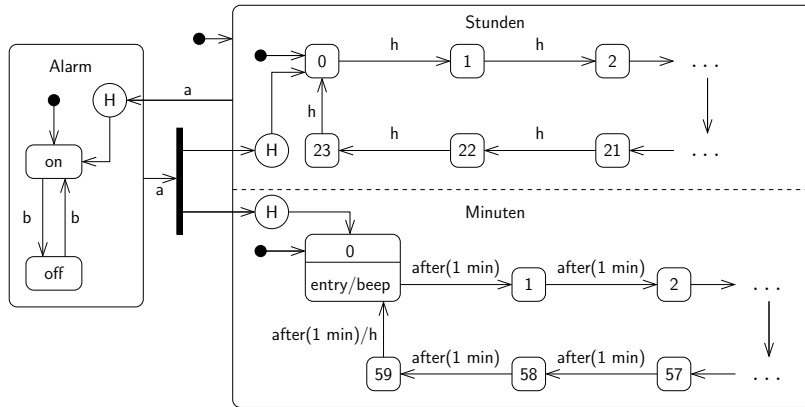 Stunden
Alarm
h
h
0
1
2
. . .
a
H
h
on
H
23
h
22
h
21
. . .
a
b
b
H
Minuten
off
0
entry/beep
after(1 min)
1
after(1 min)
2
. . .
after(1 min)/h
59
after(1 min)
58
after(1 min)
57
. . .